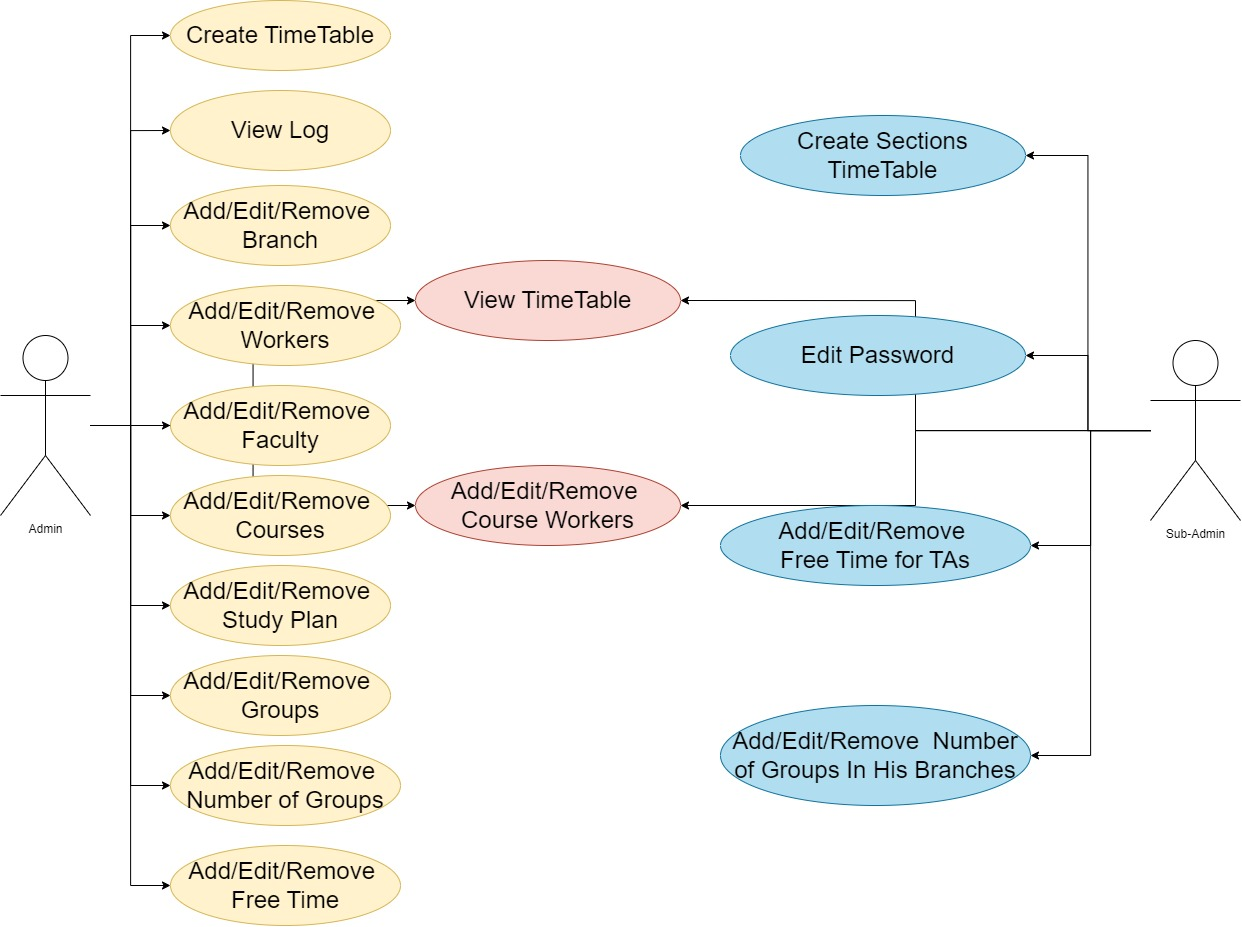 Create TimeTable
View Log
Add/Edit/Remove
Branch
Add/Edit/Remove
Workers
Add/Edit/Remove
Faculty
Add/Edit/Remove
Courses
Add/Edit/Remove
Study Plan
Add/Edit/Remove
Groups
Add/Edit/Remove
Number of Groups
Add/Edit/Remove
Free Time
Admin
View TimeTable
Add/Edit/Remove
Course Workers
Create Sections
TimeTable
Edit Password
Add/Edit/Remove
Free Time for TAs
Add/Edit/Remove  Number
of Groups In His Branches
Sub-Admin